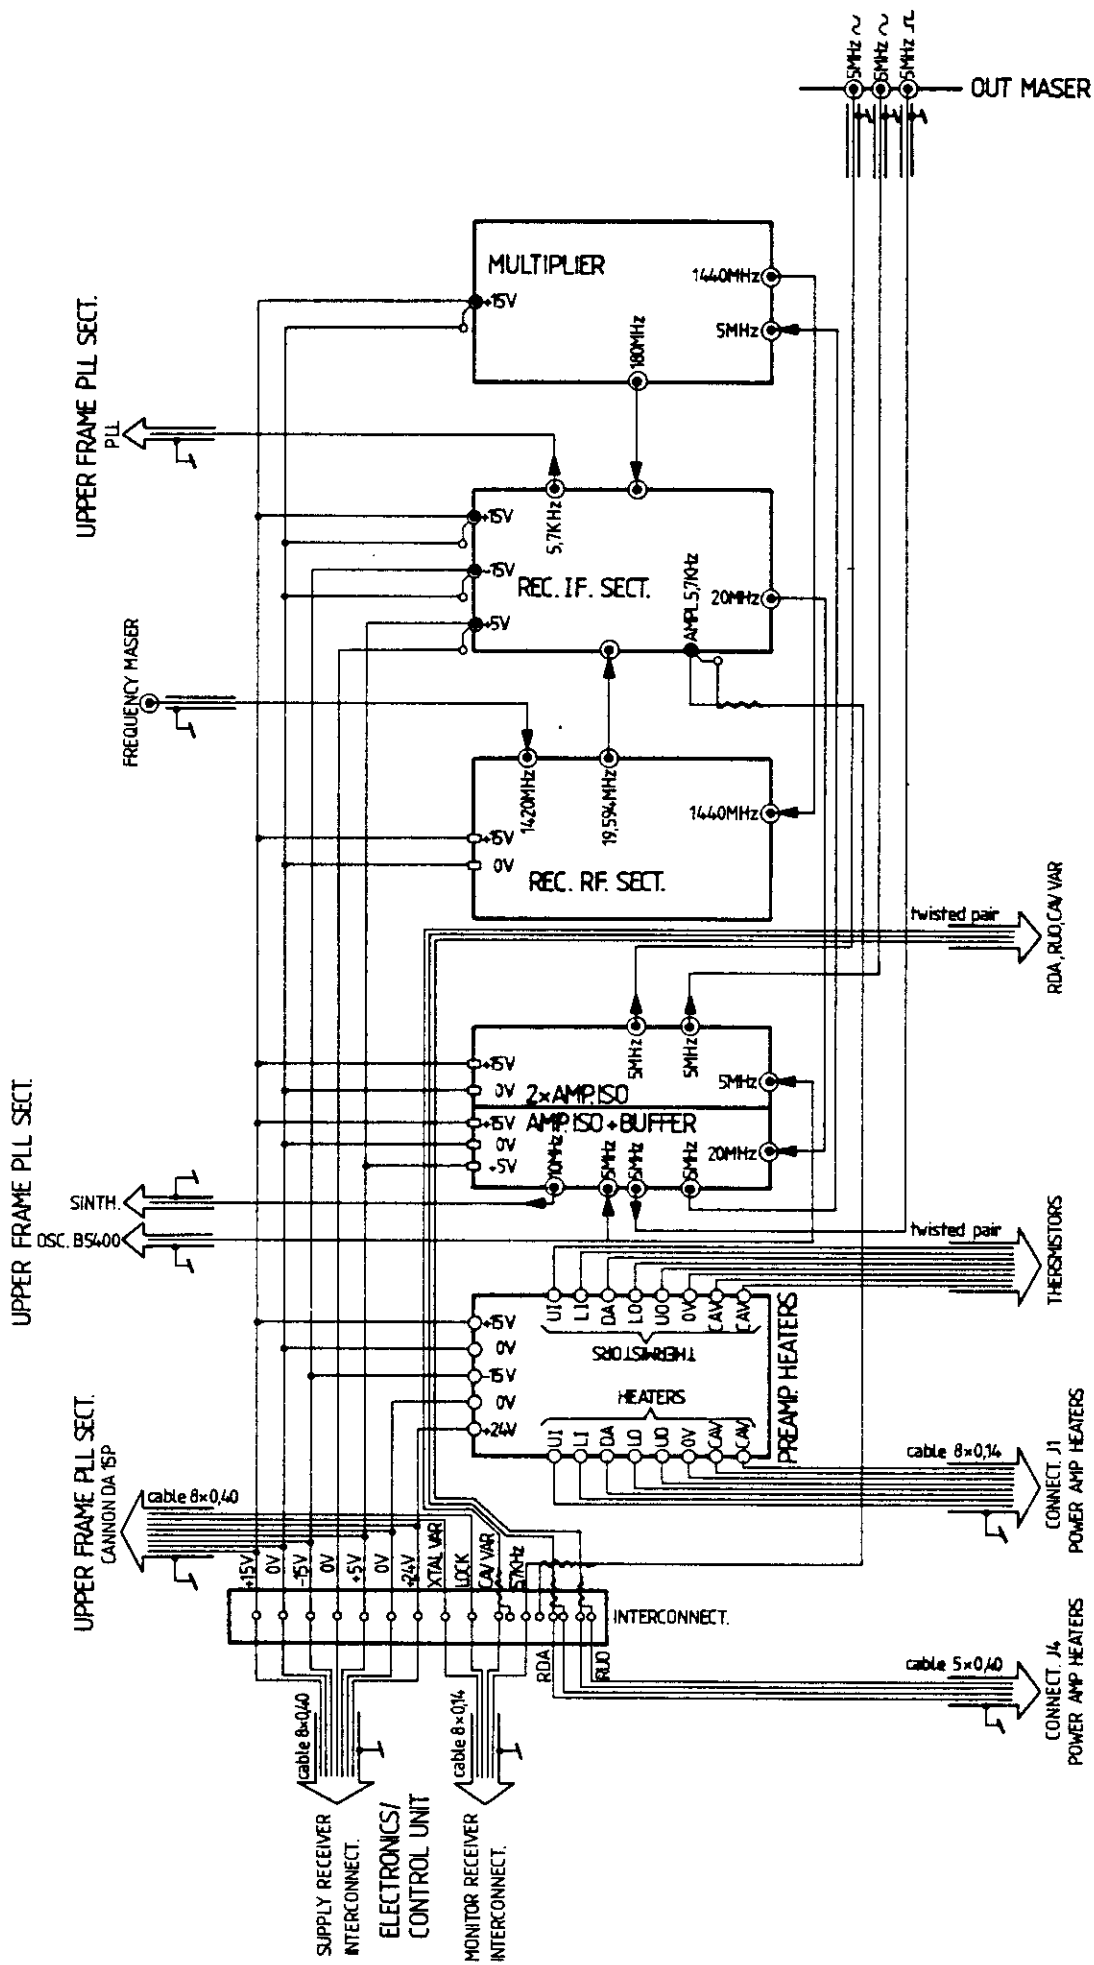 5MHz
5MHz
5MHz
OUT MASER
MULTIPLIER
+15V
1440MHz
5MHz
180MHz
UPPER FRAME PLL SECT.
PLL
+15V
-15V
+5V
5,7KHz
REC. IF. SECT.
20MHz
AMPL 5,7KHz
FREQUENCY MASER
1420MHz
19,594MHz
1440MHz
+15V
0V
REC. RF. SECT.
twisted pair
RDA, RUO, CAV VAR
5MHz
5MHz
+15V
0V
5MHz
2×AMP.ISO
AMP.ISO + BUFFER
+15V
0V
+5V
10MHz
5MHz
5MHz
5MHz
20MHz
UPPER FRAME PLL SECT.
SINTH.
OSC. B5400
twisted pair
THERSMISTORS
UI
LI
DA
LO
UO
0V
CAV
CAV
THERMISTORS
+15V
0V
-15V
0V
+24V
HEATERS
UI
LI
DA
LO
UO
0V
CAV
CAV
PREAMP. HEATERS
cable 8×0,14
CONNECT. J1
POWER AMP HEATERS
UPPER FRAME PLL SECT.
CANNON DA 15P
cable 8×0,40
+15V
0V
-15V
0V
+5V
0V
+24V
XTAL VAR
LOCK
CAV VAR
5,7KHz
INTERCONNECT.
RDA
RUO
cable 5×0,40
CONNECT. J4
POWER AMP HEATERS
cable 8×0,40
cable 8×0,14
SUPPLY RECEIVER
INTERCONNECT.
ELECTRONICS/
CONTROL UNIT
MONITOR RECEIVER
INTERCONNECT.